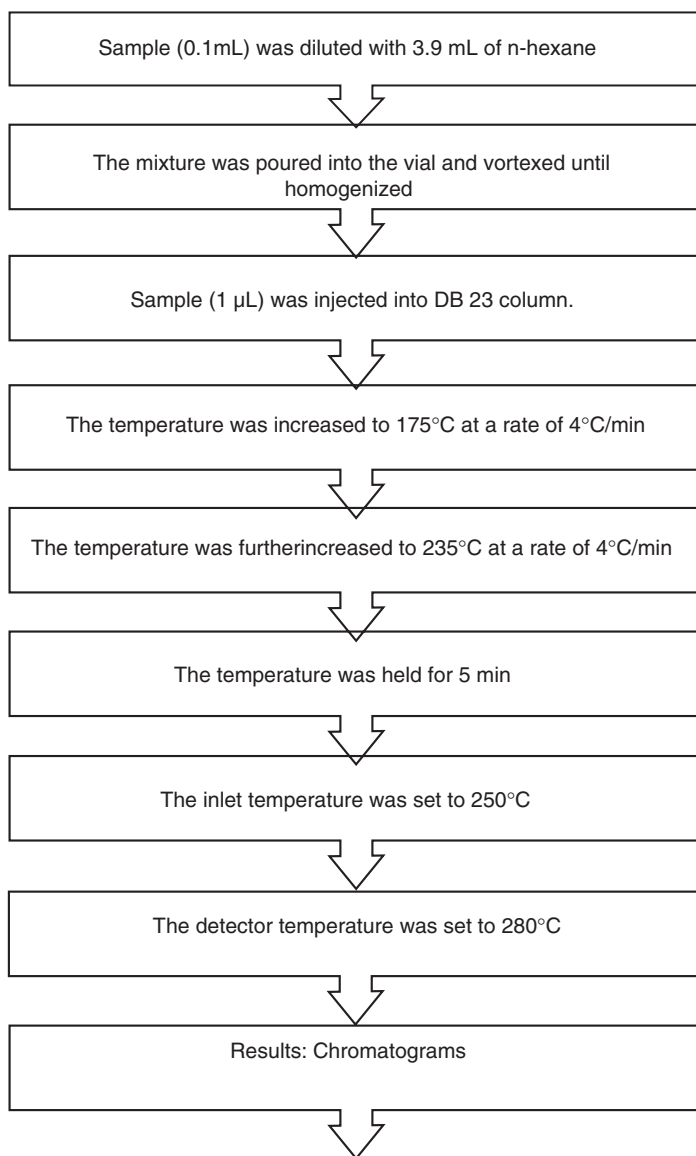 Sample (0.1mL) was diluted with 3.9 mL of n-hexane
The mixture was poured into the vial and vortexed until
homogenized
Sample (1 µL) was injected into DB 23 column.
The temperature was increased to 175°C at a rate of 4°C/min
The temperature was furtherincreased to 235°C at a rate of 4°C/min
The temperature was held for 5 min
The inlet temperature was set to 250°C
The detector temperature was set to 280°C
Results: Chromatograms